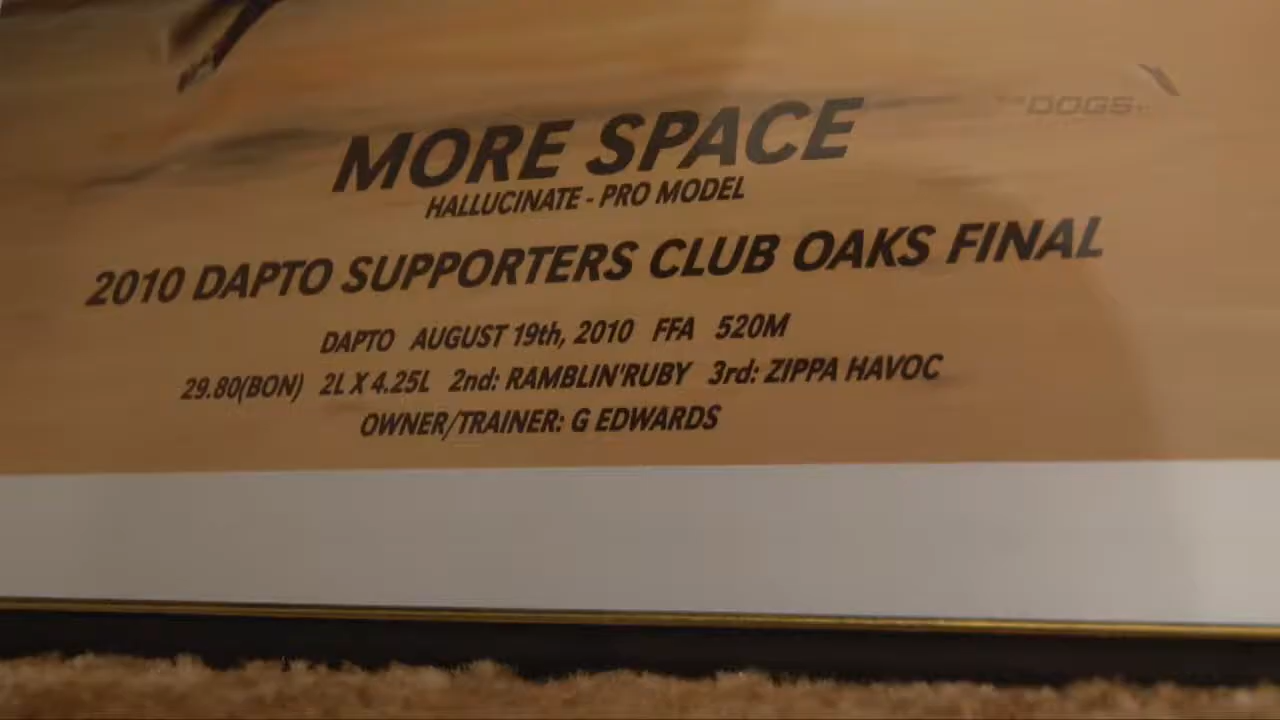 DOGS
MORE SPACE
HALLUCINATE - PRO MODEL
2010 DAPTO SUPPORTERS CLUB OAKS FINAL
DAPTO AUGUST 19th, 2010 FFA 520M
29.80(BON) 2L X 4.25L 2nd: RAMBLIN'RUBY 3rd: ZIPPA HAVOC
OWNER/TRAINER: G EDWARDS